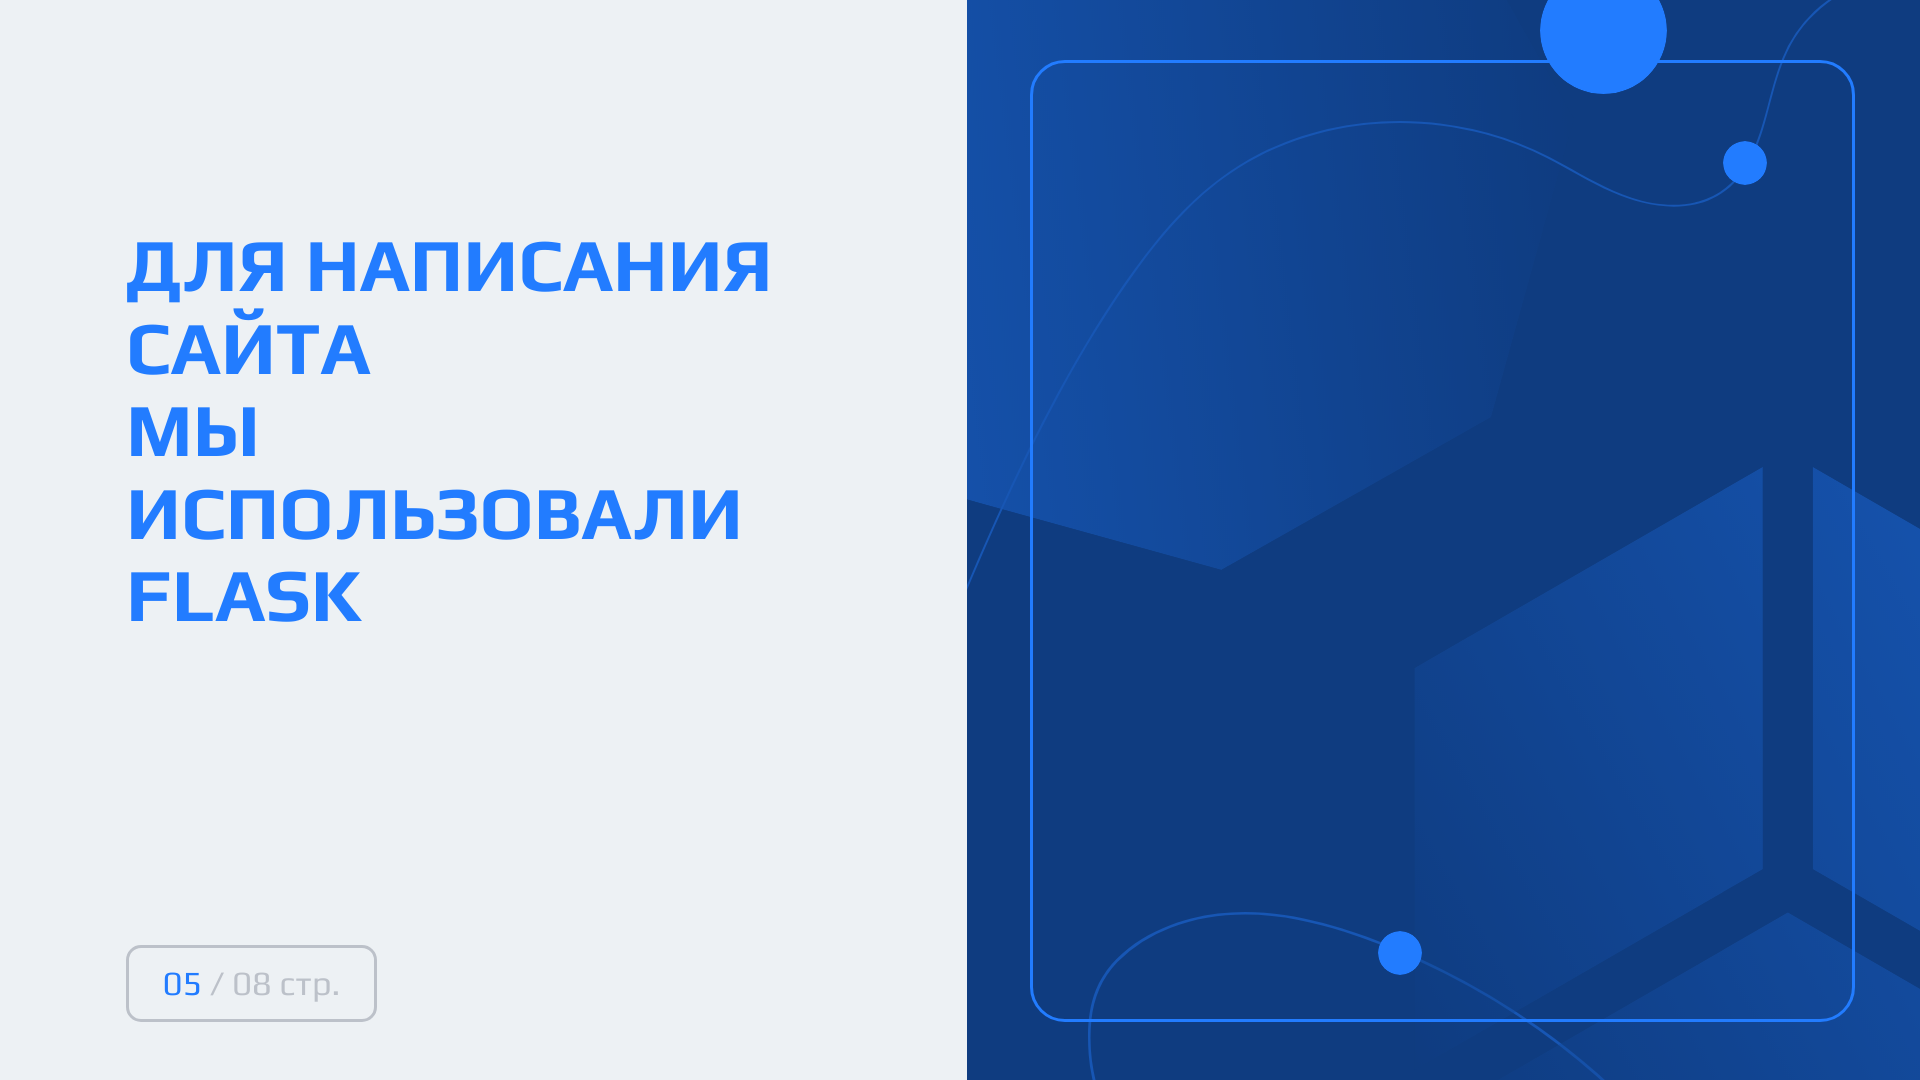 ДЛЯ НАПИСАНИЯ
САЙТА
МЫ
ИСПОЛЬЗОВАЛИ
FLASK
05 / 08 стр.